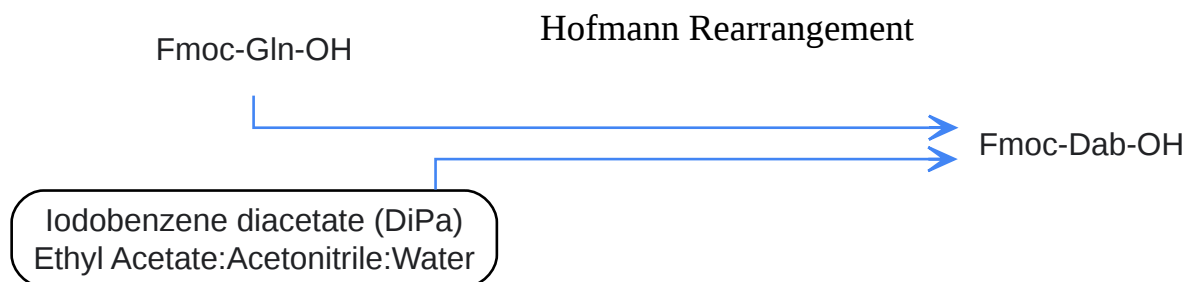 Hofmann Rearrangement
Fmoc-Gln-OH
Fmoc-Dab-OH
Iodobenzene diacetate (DiPa)
Ethyl Acetate:Acetonitrile:Water